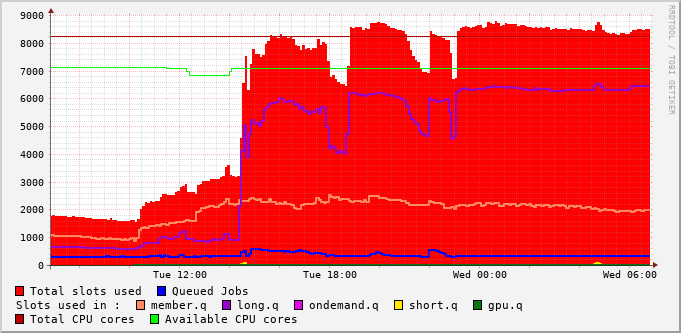 9000
8000
7000
6000
5000
4000
3000
2000
1000
0
Tue 12:00 Tue 18:00 Wed 00:00 Wed 06:00
RRDTOOL / TOBI OETIKER
Total slots used Queued Jobs
Slots used in : member.q long.q ondemand.q short.q gpu.q
Total CPU cores Available CPU cores